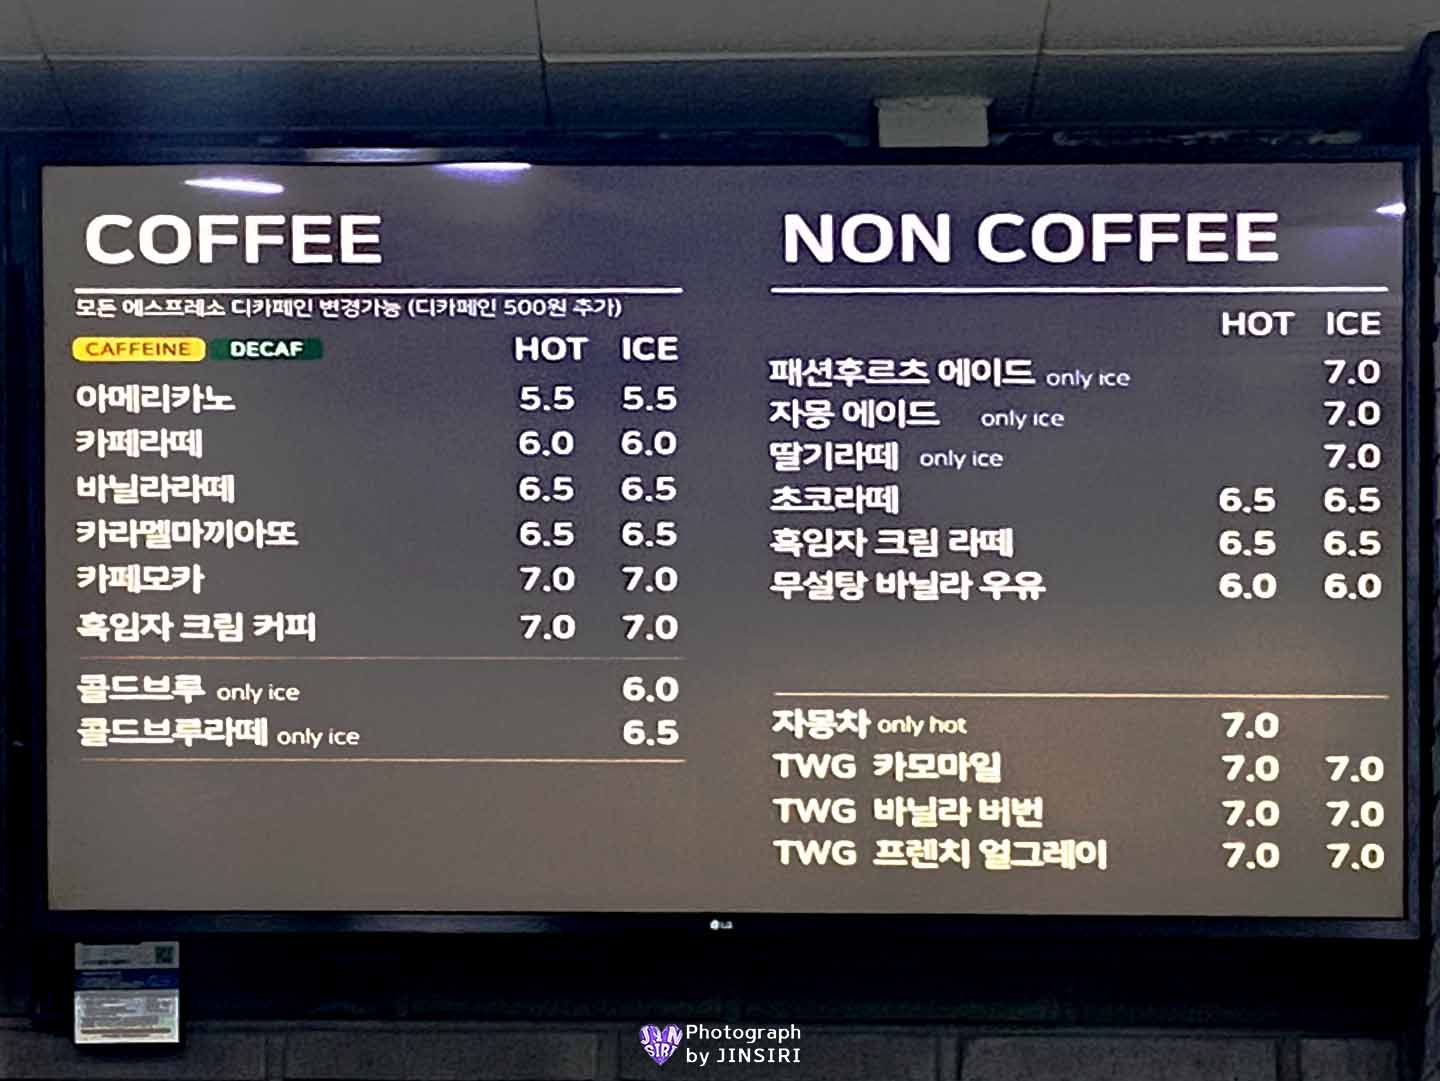 COFFEE
모든 에스프레소 디카페인 변경가능 (디카페인 500원 추가)
CAFFEINE DECAF HOT ICE
아메리카노 5.5 5.5
카페라떼 6.0 6.0
바닐라라떼 6.5 6.5
카라멜마끼아또 6.5 6.5
카페모카 7.0 7.0
흑임자 크림 커피 7.0 7.0
콜드브루 only ice 6.0
콜드브루라떼 only ice 6.5
NON COFFEE
HOT ICE
패션후르츠 에이드 only ice 7.0
자몽 에이드 only ice 7.0
딸기라떼 only ice 7.0
초코라떼 6.5 6.5
흑임자 크림 라떼 6.5 6.5
무설탕 바닐라 우유 6.0 6.0
자몽차 only hot 7.0
TWG 카모마일 7.0 7.0
TWG 바닐라 버번 7.0 7.0
TWG 프렌치 얼그레이 7.0 7.0
LG
JIN
SIRI
Photograph
by JINSIRI